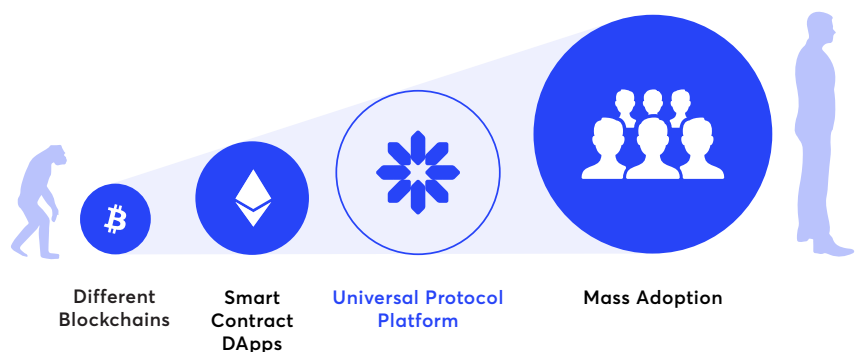 Different
Blockchains
Smart
Contract
DApps
Universal Protocol
Platform
Mass Adoption